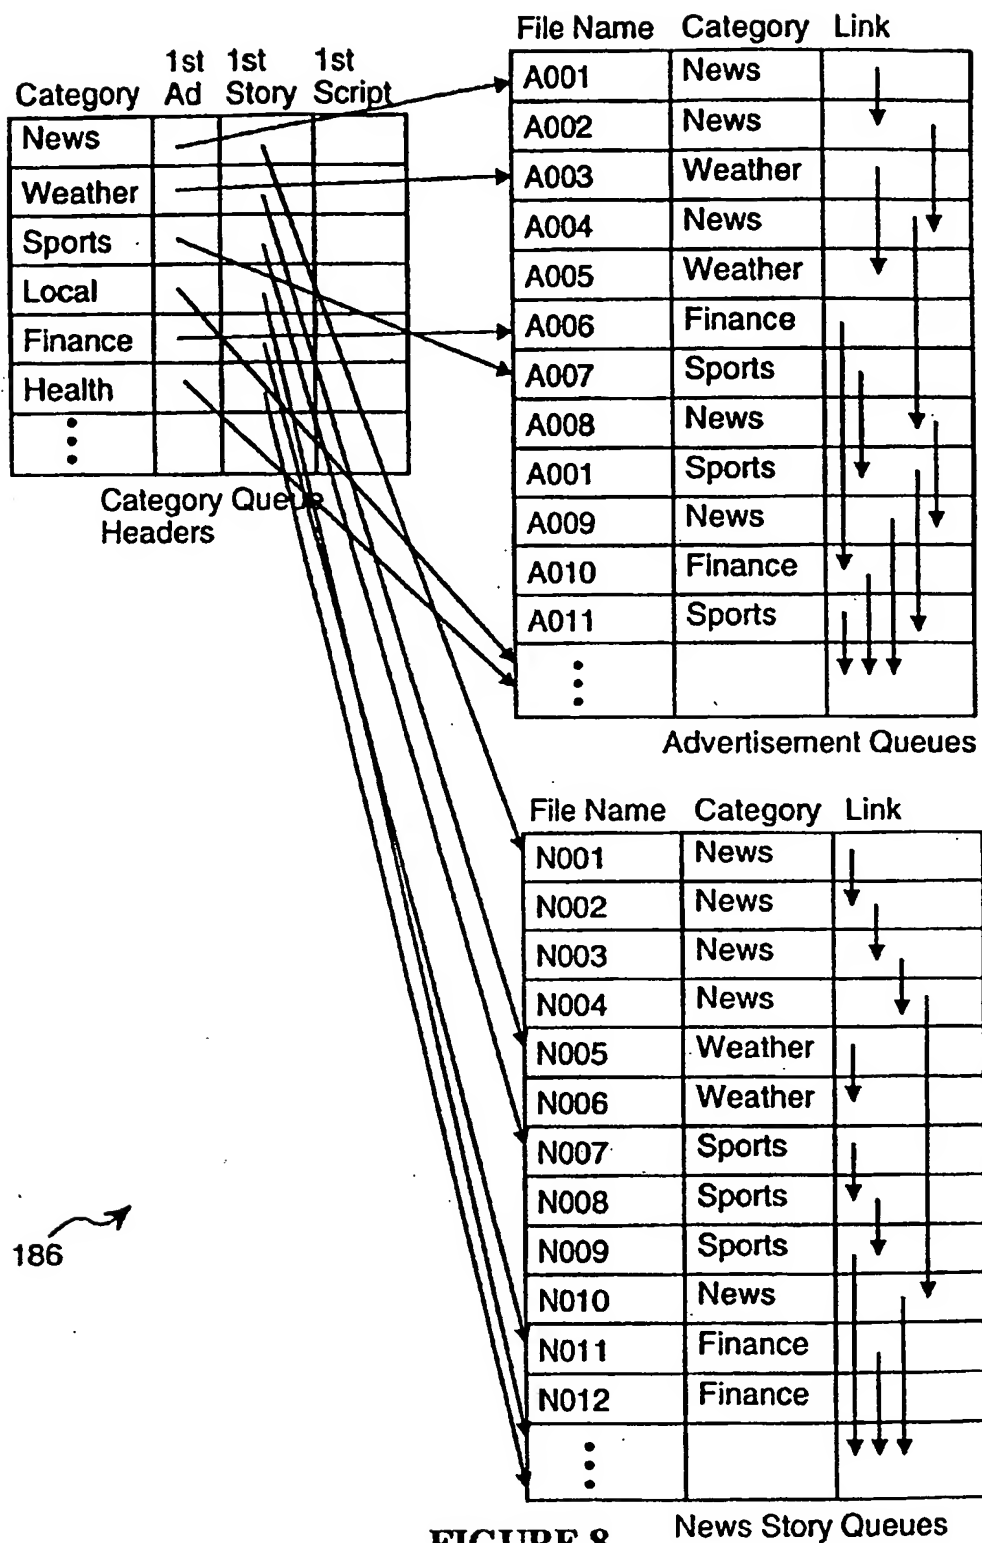 Category 1st Ad 1st Story 1st Script
News
Weather
Sports
Local
Finance
Health
Category Queue
Headers
File Name Category Link
A001 News
A002 News
A003 Weather
A004 News
A005 Weather
A006 Finance
A007 Sports
A008 News
A001 Sports
A009 News
A010 Finance
A011 Sports
Advertisement Queues
File Name Category Link
N001 News
N002 News
N003 News
N004 News
N005 Weather
N006 Weather
N007 Sports
N008 Sports
N009 Sports
N010 News
N011 Finance
N012 Finance
News Story Queues
186
FIGURE 8